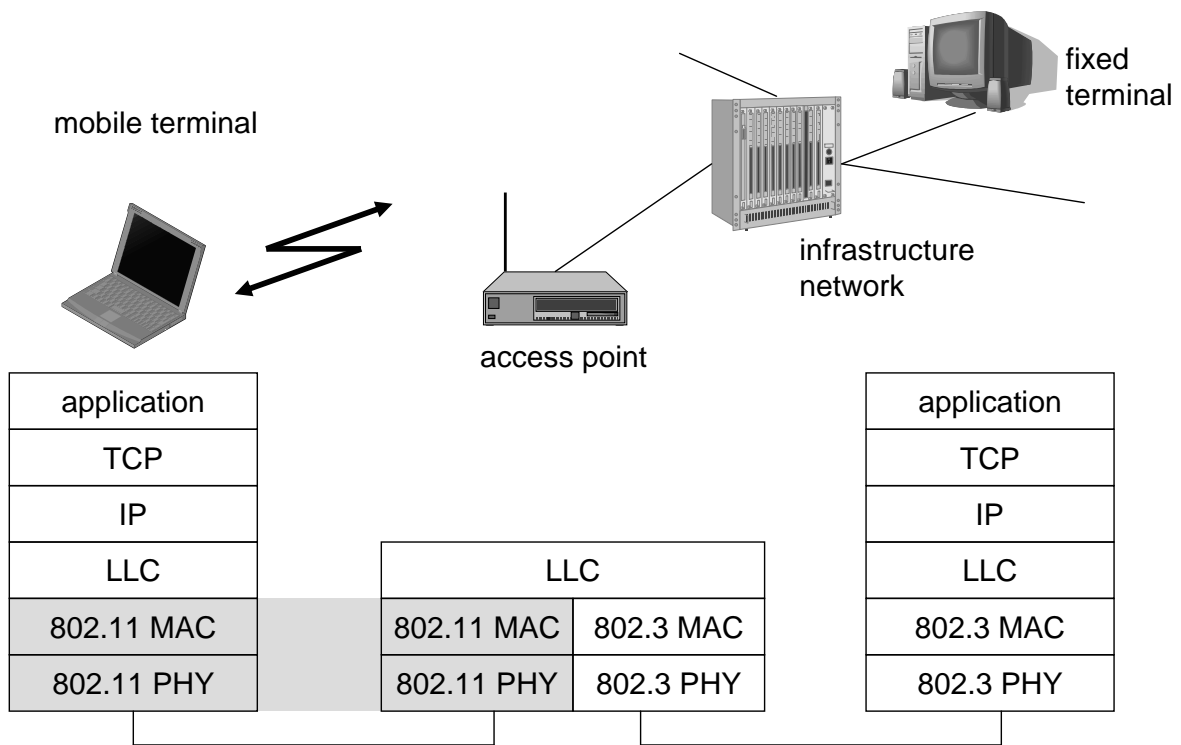 fixed
terminal
mobile terminal
infrastructure
network
access point
application
TCP
IP
LLC
802.11 MAC
802.11 PHY
LLC
802.11 MAC
802.3 MAC
802.11 PHY
802.3 PHY
application
TCP
IP
LLC
802.3 MAC
802.3 PHY